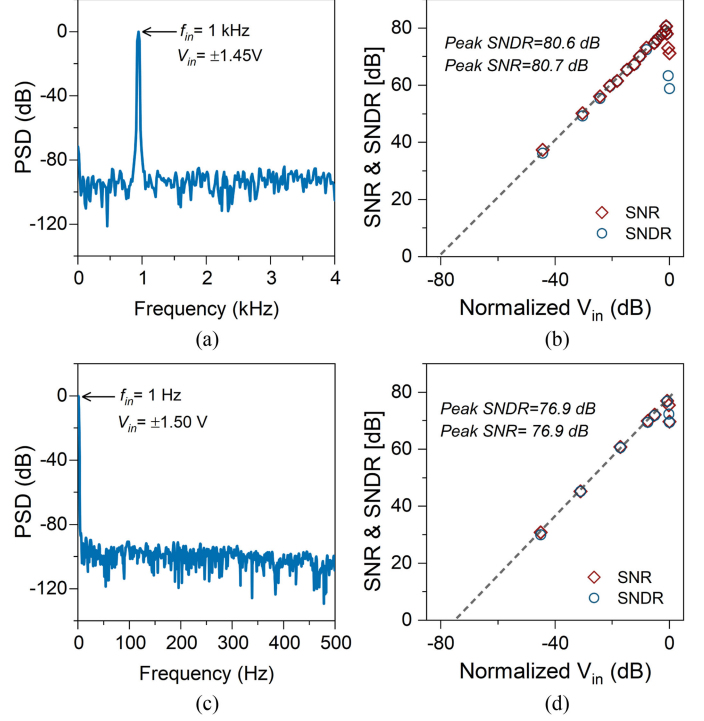 0
-40
-80
-120
PSD (dB)
f_in= 1 kHz
V_in= ±1.45V
0
1
2
3
4
Frequency (kHz)
(a)
80
60
40
20
0
SNR & SNDR [dB]
Peak SNDR=80.6 dB
Peak SNR=80.7 dB
SNR
SNDR
-80
-40
0
Normalized V_in (dB)
(b)
0
-40
-80
-120
PSD (dB)
f_in= 1 Hz
V_in= ±1.50 V
0
100
200
300
400
500
Frequency (Hz)
(c)
80
60
40
20
0
SNR & SNDR [dB]
Peak SNDR=76.9 dB
Peak SNR= 76.9 dB
SNR
SNDR
-80
-40
0
Normalized V_in (dB)
(d)